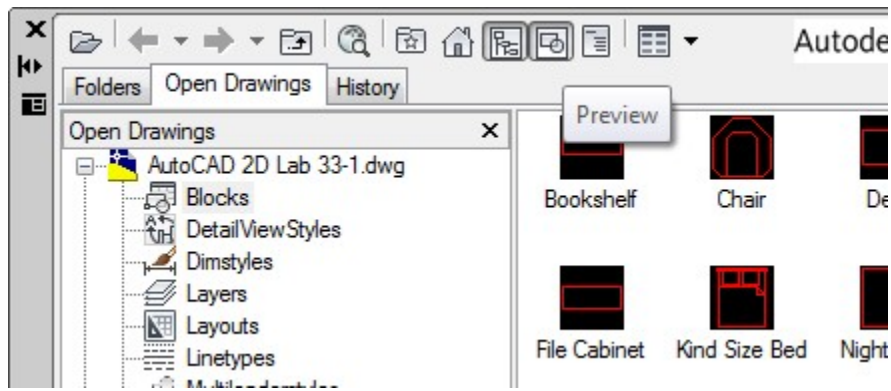 Autode
Folders Open Drawings History
Preview
Open Drawings
AutoCAD 2D Lab 33-1.dwg
Blocks
DetailViewStyles
Dimstyles
Layers
Layouts
Linetypes
Multileaderstyles
Bookshelf Chair De
File Cabinet Kind Size Bed Night